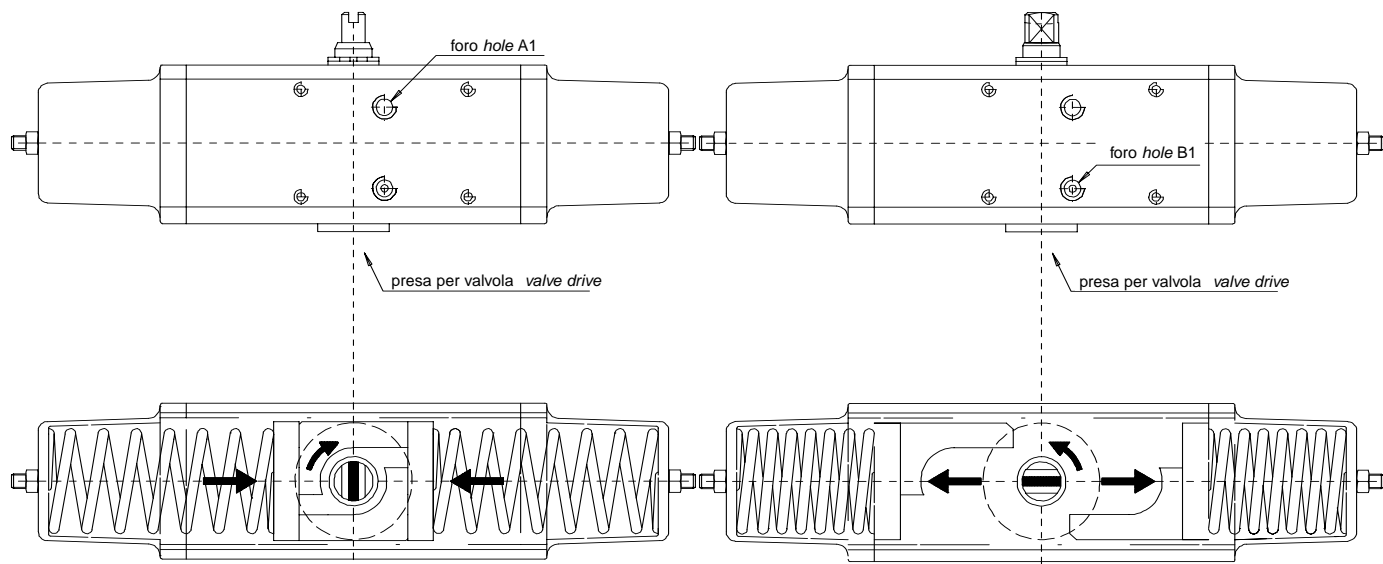 foro hole A1
foro hole B1
presa per valvola valve drive
presa per valvola valve drive